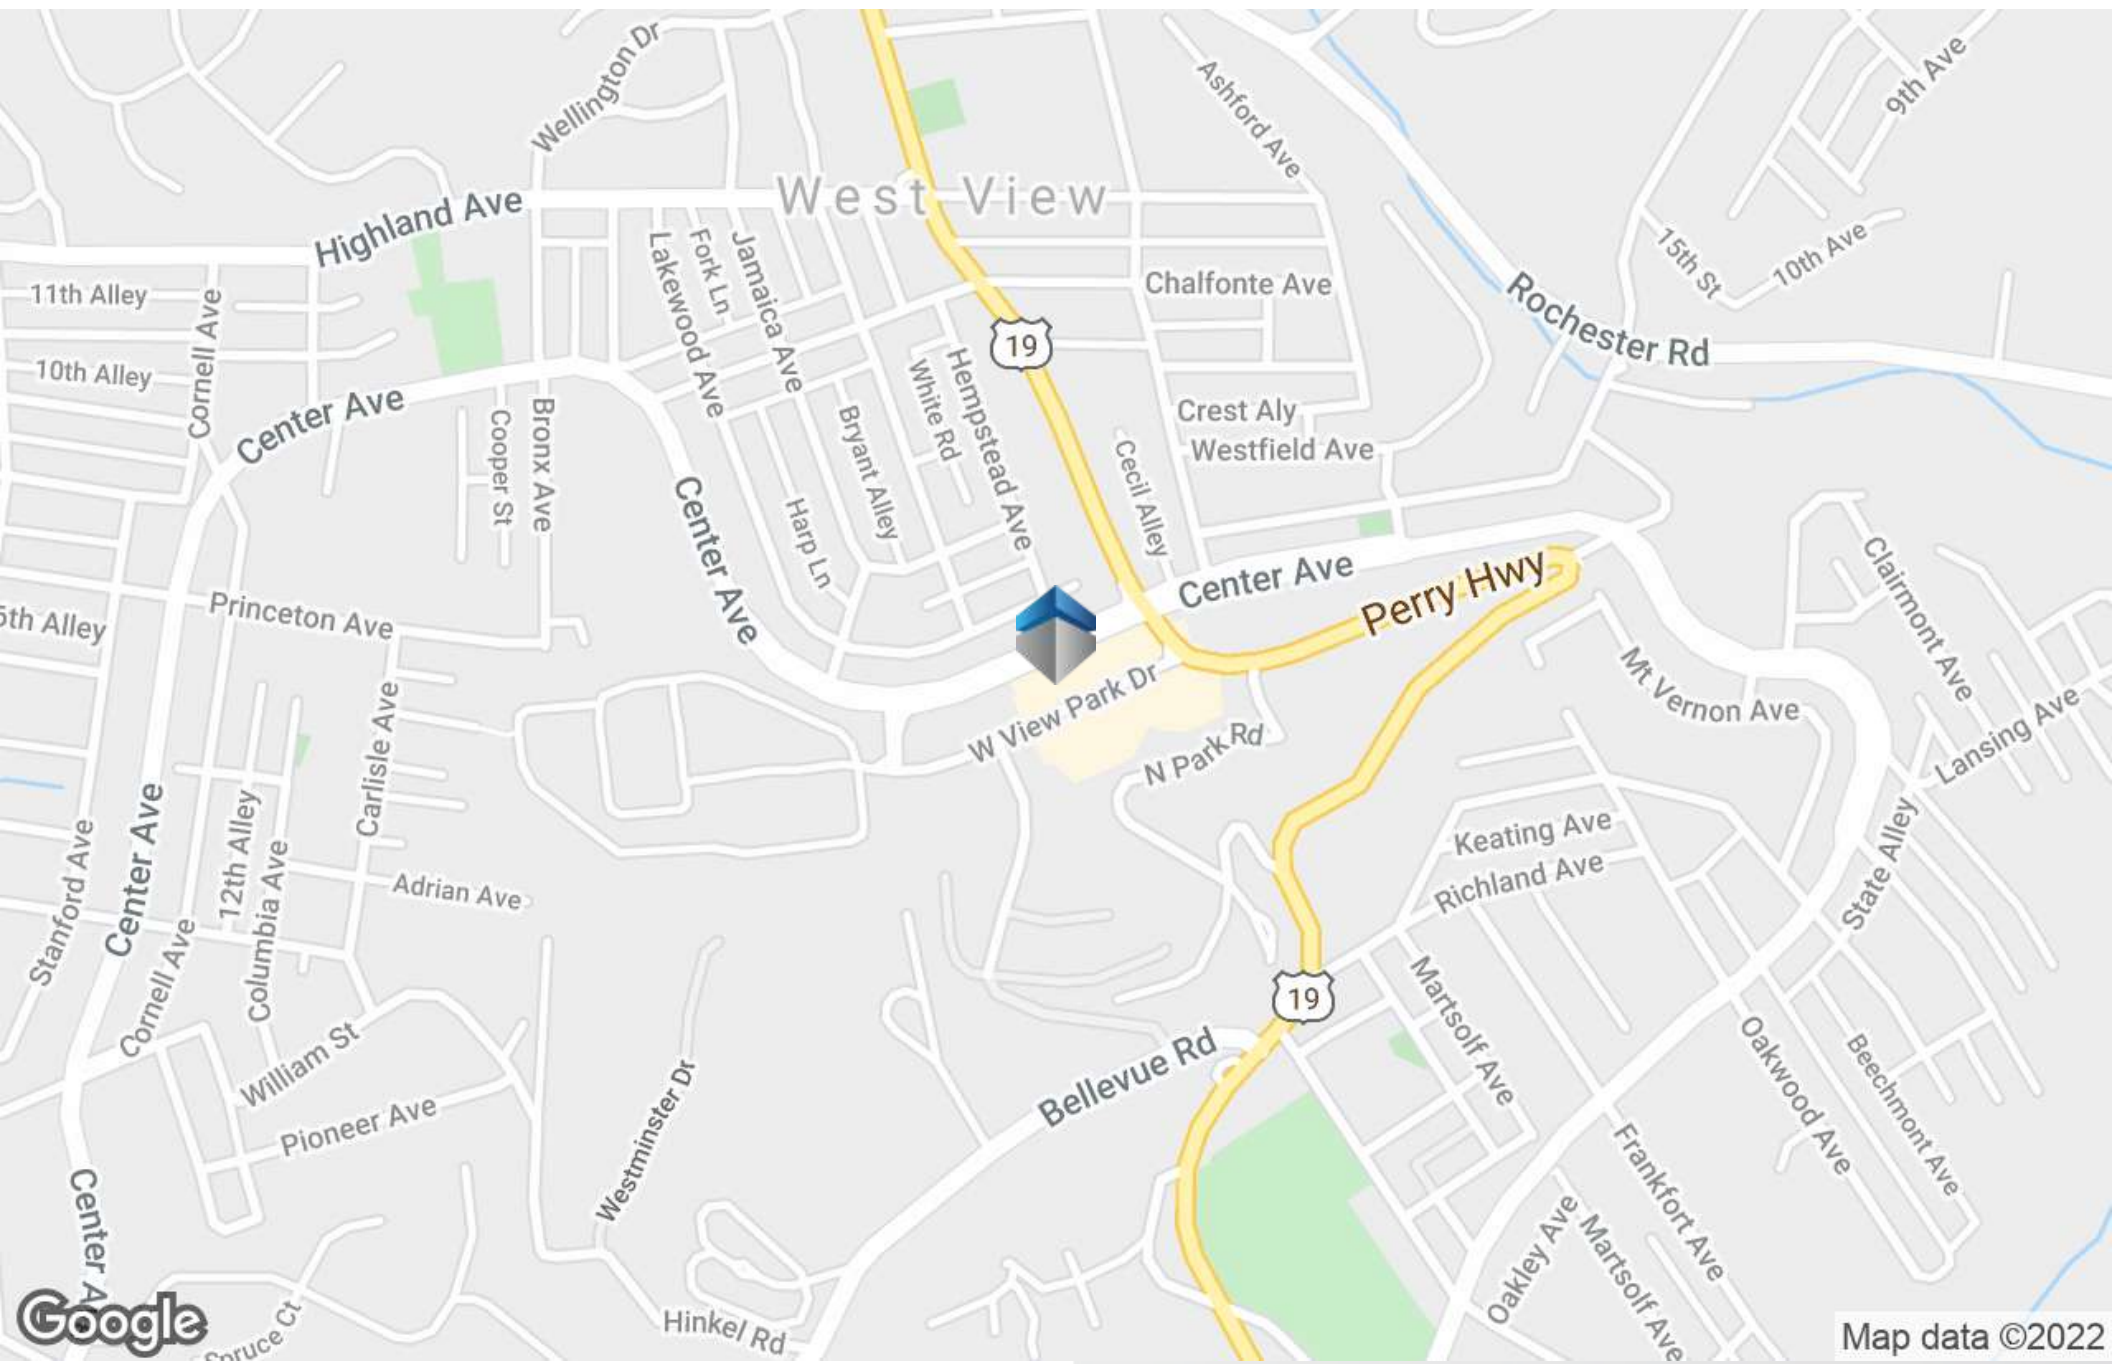 Wellington Dr
Ashford Ave
9th Ave
West View
Highland Ave
15th St
10th Ave
Lakewood Ave
Fork Ln
Jamaica Ave
Chalfonte Ave
11th Alley
Cornell Ave
Rochester Rd
19
10th Alley
Center Ave
Cooper St
Bronx Ave
Bryant Alley
White Rd
Hempstead Ave
Crest Aly
Westfield Ave
Cecil Alley
Center Ave
Harp Ln
Center Ave
Perry Hwy
Clairmont Ave
Princeton Ave
5th Alley
Mt Vernon Ave
W View Park Dr
N Park Rd
Lansing Ave
Carlisle Ave
Center Ave
12th Alley
Columbia Ave
Stanford Ave
Keating Ave
Richland Ave
State Alley
Adrian Ave
Cornell Ave
19
Martsolf Ave
William St
Pioneer Ave
Westminster Dr
Bellevue Rd
Oakwood Ave
Beechmont Ave
Frankfort Ave
Center A
Oakley Ave
Martsolf Ave
Spruce Ct
Hinkel Rd
Google
Map data ©2022